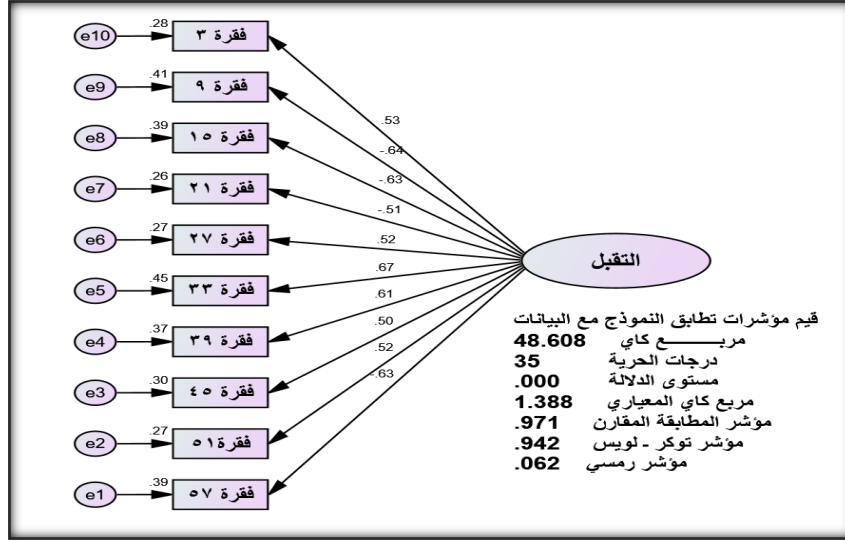 .28
e10
فقرة ٣
.41
e9
فقرة ٩
.39
e8
فقرة ١٥
.26
e7
فقرة ٢١
.27
e6
فقرة ٢٧
.45
e5
فقرة ٣٣
.37
e4
فقرة ٣٩
.30
e3
فقرة ٤٥
.27
e2
فقرة ٥١
.39
e1
فقرة ٥٧
.53
-.64
-.63
-.51
.52
.67
.61
.50
.52
-.63
التقبل
قيم مؤشرات تطابق النموذج مع البيانات
مربـــــــــع كاي 48.608
درجات الحرية 35
مستوى الدلالة .000
مربع كاي المعياري 1.388
مؤشر المطابقة المقارن .971
مؤشر توكر ـ لويس .942
مؤشر رمسي .062